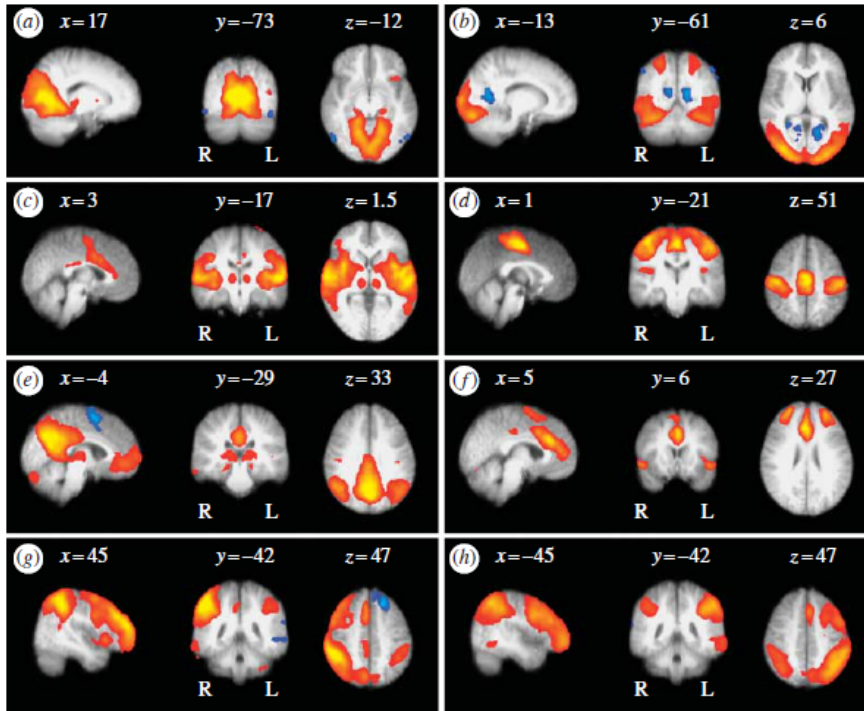 (a) x=17 y=−73 z=−12
R L
(b) x=−13 y=−61 z=6
R L
(c) x=3 y=−17 z=1.5
R L
(d) x=1 y=−21 z=51
R L
(e) x=−4 y=−29 z=33
R L
(f) x=5 y=6 z=27
R L
(g) x=45 y=−42 z=47
R L
(h) x=−45 y=−42 z=47
R L